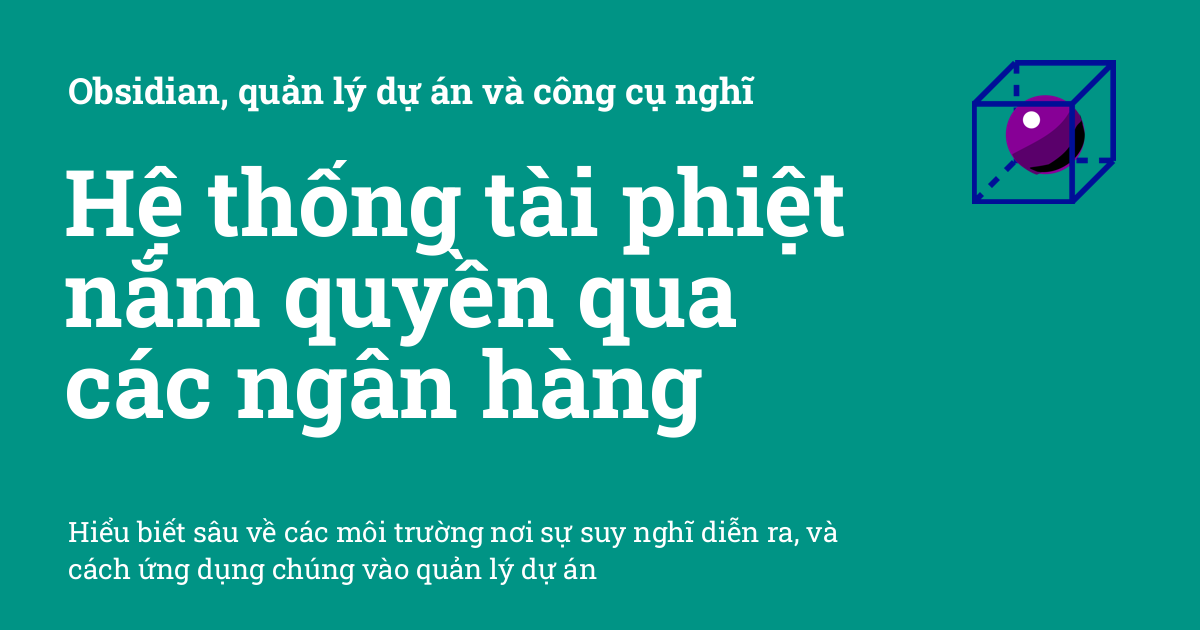 Obsidian, quản lý dự án và công cụ nghĩ
Hệ thống tài phiệt
nắm quyền qua
các ngân hàng
Hiểu biết sâu về các môi trường nơi sự suy nghĩ diễn ra, và
cách ứng dụng chúng vào quản lý dự án